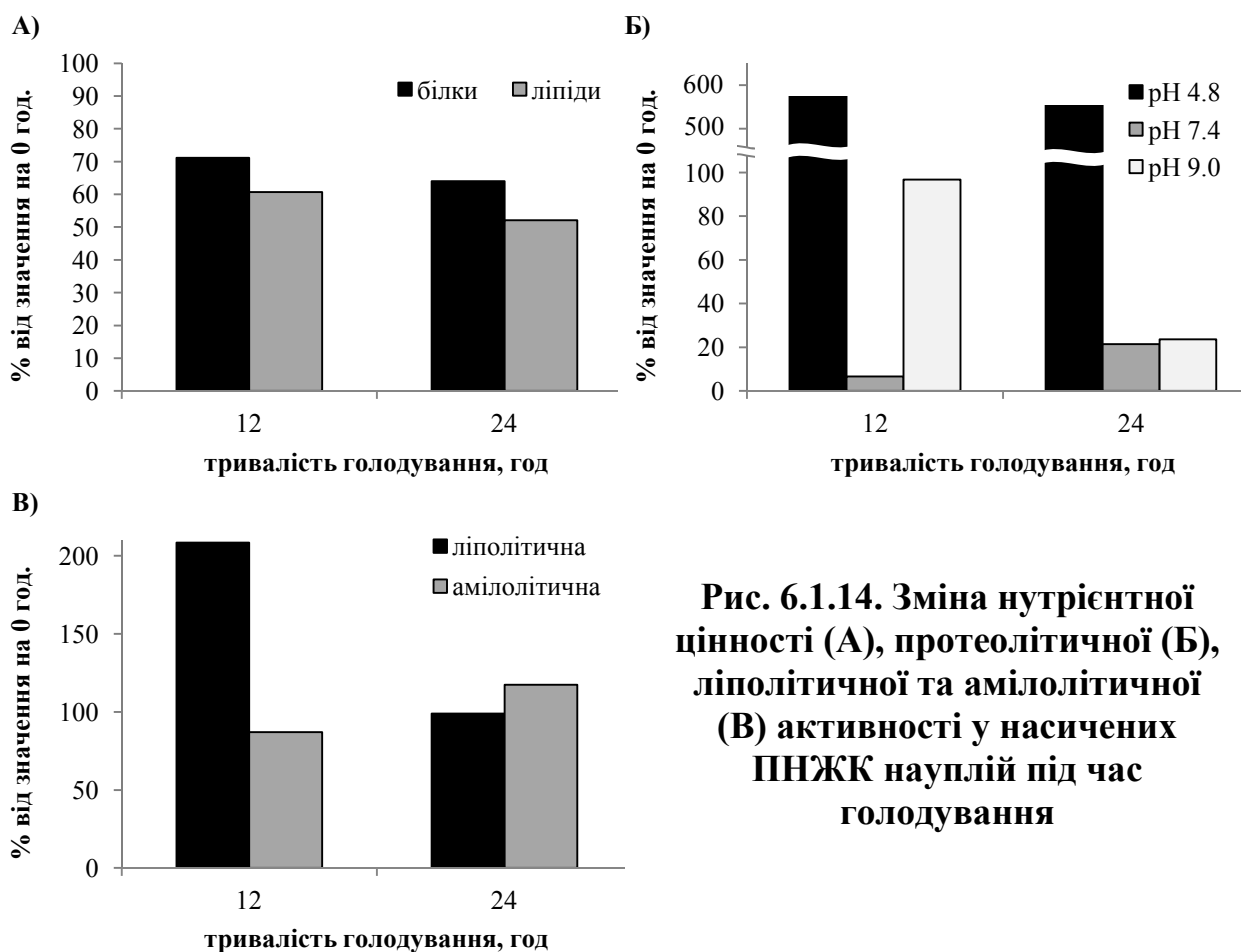 А)
% від значення на 0 год.
100
90
80
70
60
50
40
30
20
10
0
білки
ліпіди
12
24
тривалість голодування, год
Б)
% від значення на 0 год.
600
500
100
80
60
40
20
0
pH 4.8
pH 7.4
pH 9.0
12
24
тривалість голодування, год
В)
% від значення на 0 год.
200
150
100
50
0
ліполітична
амілолітична
12
24
тривалість голодування, год
Рис. 6.1.14. Зміна нутрієнтної
цінності (А), протеолітичної (Б),
ліполітичної та амілолітичної
(В) активності у насичених
ПНЖК науплій під час
голодування